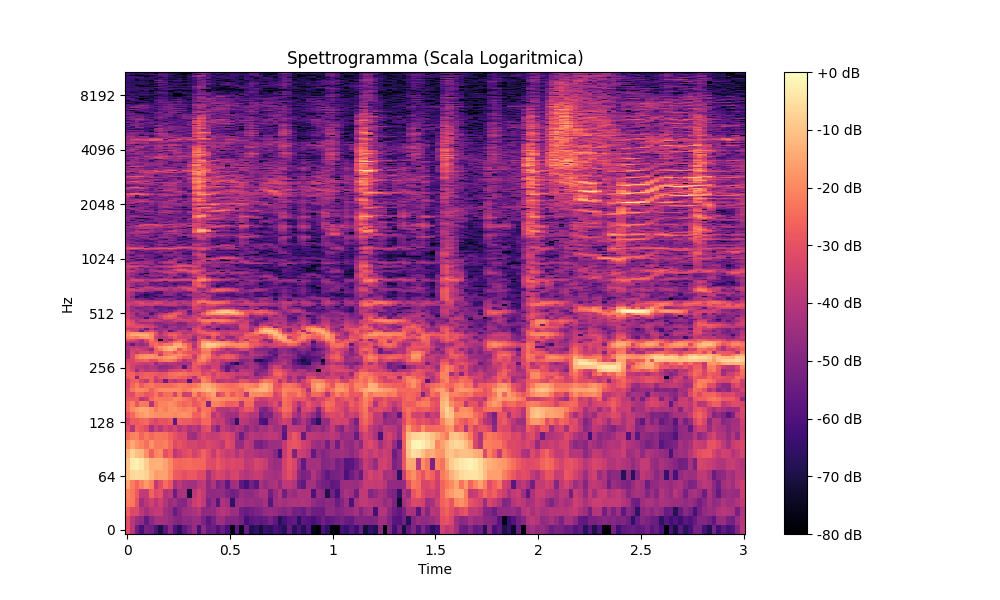 Spettrogramma (Scala Logaritmica)
8192
4096
2048
1024
512
256
128
64
0
Hz
0
0.5
1
1.5
2
2.5
3
Time
+0 dB
-10 dB
-20 dB
-30 dB
-40 dB
-50 dB
-60 dB
-70 dB
-80 dB